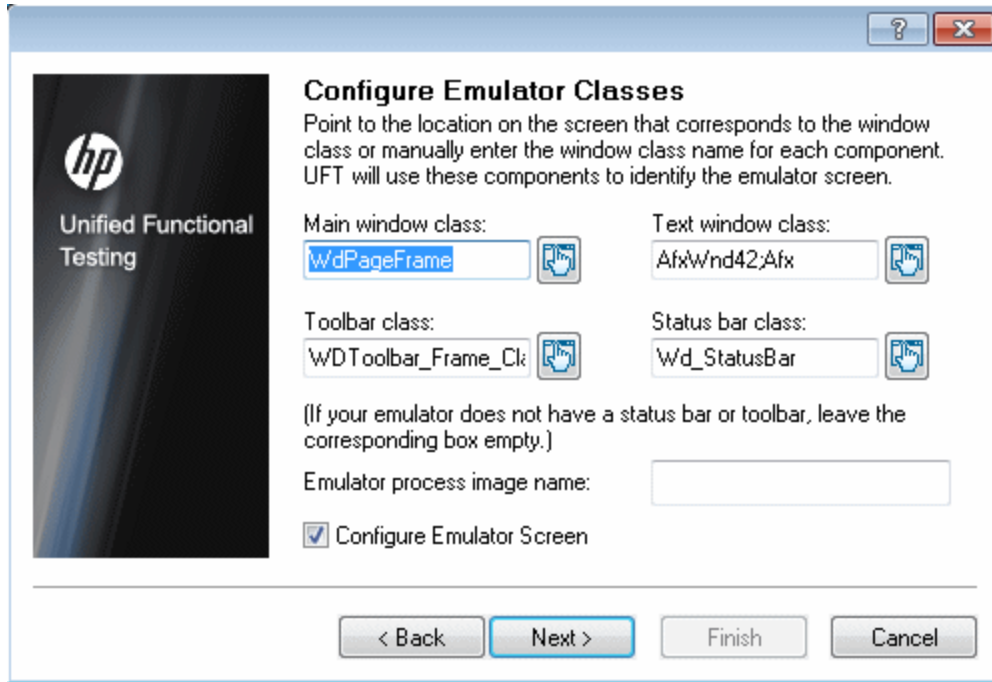 ?
hp
Unified Functional
Testing
Configure Emulator Classes
Point to the location on the screen that corresponds to the window
class or manually enter the window class name for each component.
UFT will use these components to identify the emulator screen.
Main window class:
Text window class:
WdPageFrame
AfxWnd42;Afx
Toolbar class:
Status bar class:
WDToolbar_Frame_Cla
Wd_StatusBar
(If your emulator does not have a status bar or toolbar, leave the
corresponding box empty.)
Emulator process image name:
Configure Emulator Screen
< Back
Next >
Finish
Cancel